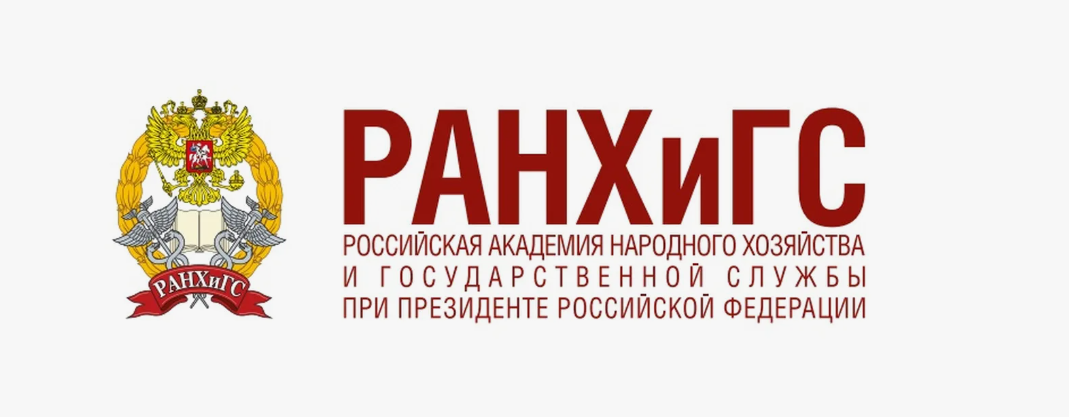 РАНХиГС
РАНХиГС
РОССИЙСКАЯ АКАДЕМИЯ НАРОДНОГО ХОЗЯЙСТВА
И ГОСУДАРСТВЕННОЙ СЛУЖБЫ
ПРИ ПРЕЗИДЕНТЕ РОССИЙСКОЙ ФЕДЕРАЦИИ